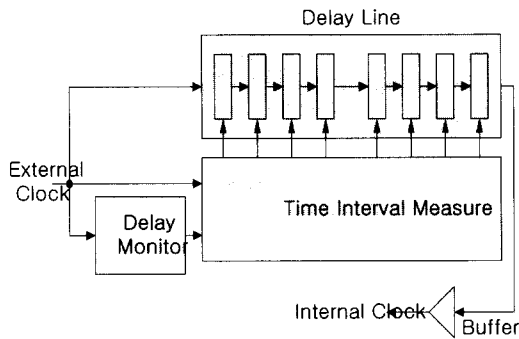 Delay Line
External
Clock
Time Interval Measure
Delay
Monitor
Internal Clock
Buffer